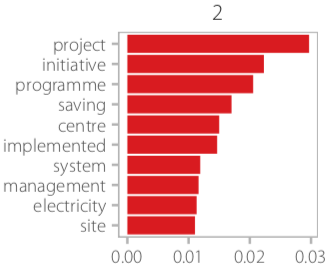 2
project
initiative
programme
saving
centre
implemented
system
management
electricity
site
0.00 0.01 0.02 0.03